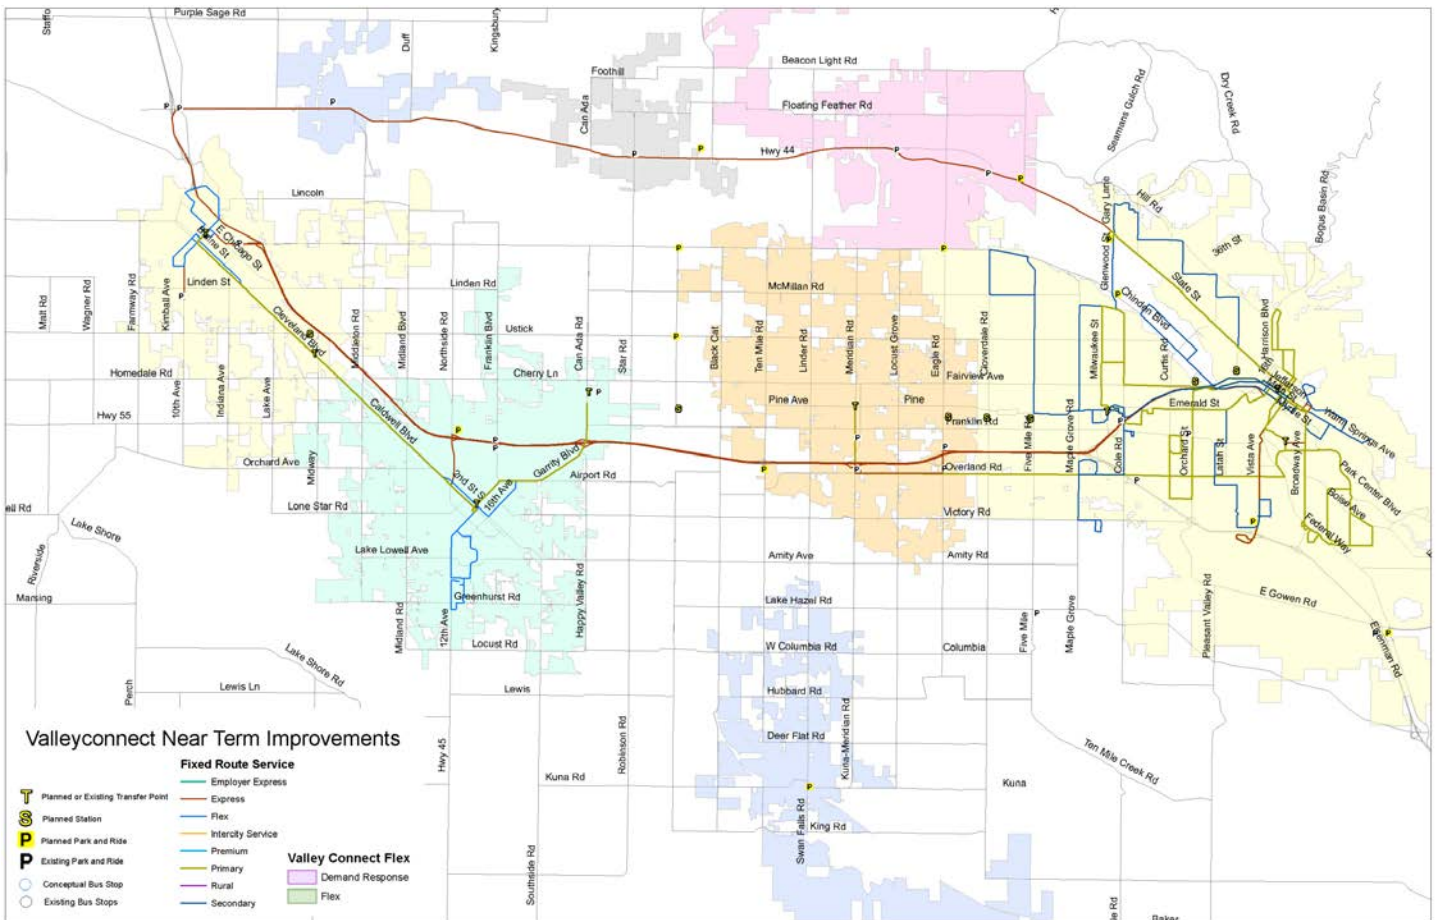 Staffo
Purple Sage Rd
Duff
Kingsbury
Foothill
Can Ada
Beacon Light Rd
Floating Feather Rd
Hwy 44
Seamans Gulch Rd
Dry Creek Rd
Bogus Basin Rd
Lincoln
E Chicago St
Linden St
Malt Rd
Wagner Rd
Farmway Rd
Kimball Ave
Cleveland Blvd
Middleton Rd
Midland Blvd
Northside Rd
Franklin Blvd
Linden Rd
Ustick
Cherry Ln
Can Ada Rd
Star Rd
Black Cat
McMillan Rd
Ten Mile Rd
Linder Rd
Meridian Rd
Locust Grove
Eagle Rd
Cloverdale Rd
Gary Lane
Glenwood St
Hill Rd
36th St
State St
Chinden Blvd
Harrison Blvd
Milwaukee St
Curtis Rd
Homedale Rd
Hwy 55
10th Ave
Indiana Ave
Lake Ave
Caldwell Blvd
Fairview Ave
Pine Ave
Pine
Franklin Rd
Emerald St
Jefferson
Warm Springs Ave
Orchard Ave
Midway
Garrity Blvd
Airport Rd
2nd St S
16th Ave
Overland Rd
Five Mile Rd
Maple Grove Rd
Cole Rd
Orchard St
Latah St
Vista Ave
Broadway Ave
Park Center Blvd
Boise Ave
Federal Way
ell Rd
Lone Star Rd
Victory Rd
Lake Shore
Riverside
Lake Lowell Ave
Amity Ave
Amity Rd
Marsing
Greenhurst Rd
Happy Valley Rd
Lake Hazel Rd
E Gowen Rd
Midland Rd
12th Ave
Locust Rd
W Columbia Rd
Columbia
Five Mile
Maple Grove
Pleasant Valley Rd
Eisenman Rd
Lake Shore Rd
Perch
Lewis Ln
Lewis
Hubbard Rd
Deer Flat Rd
Kuna-Meridian Rd
Hwy 45
Robinson Rd
Kuna Rd
Kuna
Ten Mile Creek Rd
Swan Falls Rd
King Rd
Southside Rd
Valleyconnect Near Term Improvements
T Planned or Existing Transfer Point
S Planned Station
P Planned Park and Ride
P Existing Park and Ride
Conceptual Bus Stop
Existing Bus Stops
Fixed Route Service
Employer Express
Express
Flex
Intercity Service
Premium
Primary
Rural
Secondary
Valley Connect Flex
Demand Response
Flex